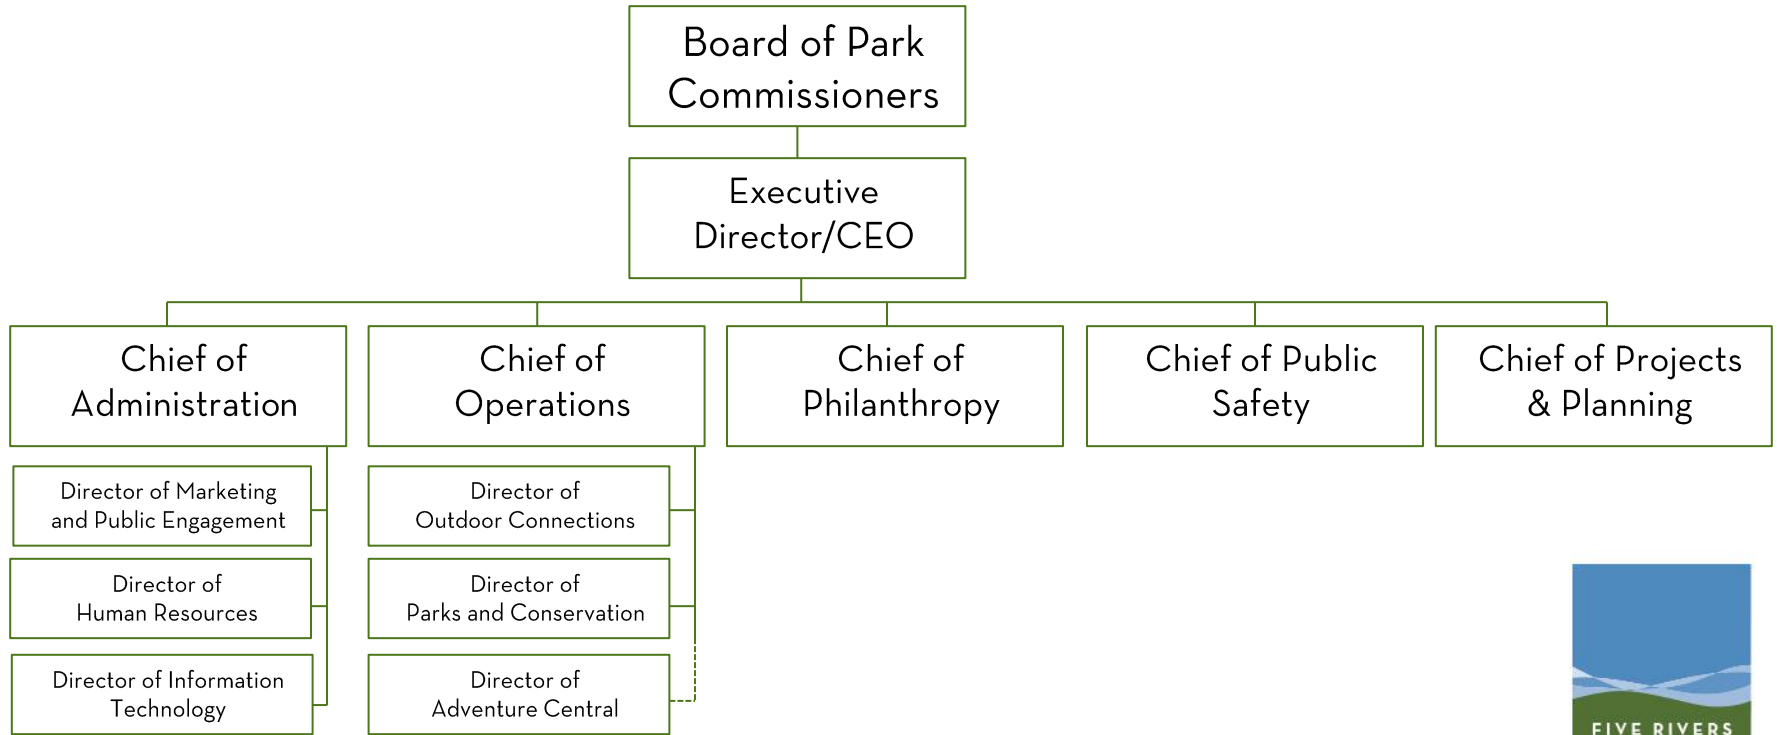 Board of Park
Commissioners
Executive
Director/CEO
Chief of
Administration
Chief of
Operations
Chief of
Philanthropy
Chief of Public
Safety
Chief of Projects
& Planning
Director of Marketing
and Public Engagement
Director of
Human Resources
Director of Information
Technology
Director of
Outdoor Connections
Director of
Parks and Conservation
Director of
Adventure Central
FIVE RIVERS